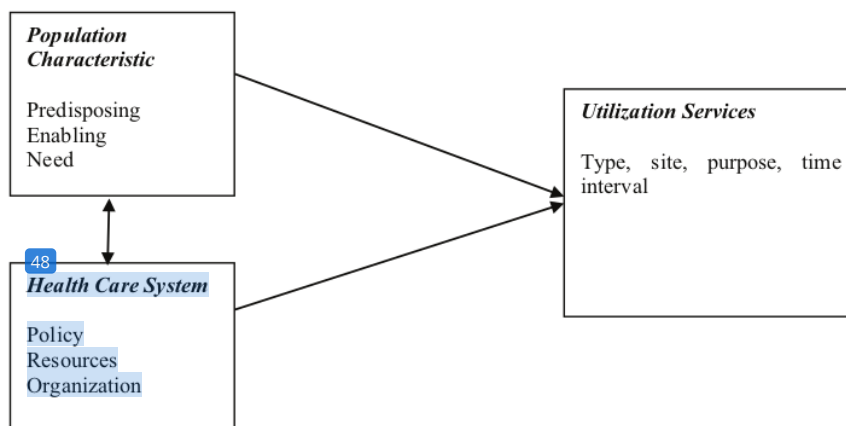 Population
Characteristic
Predisposing
Enabling
Need
Utilization Services
Type, site, purpose, time
interval
48
Health Care System
Policy
Resources
Organization